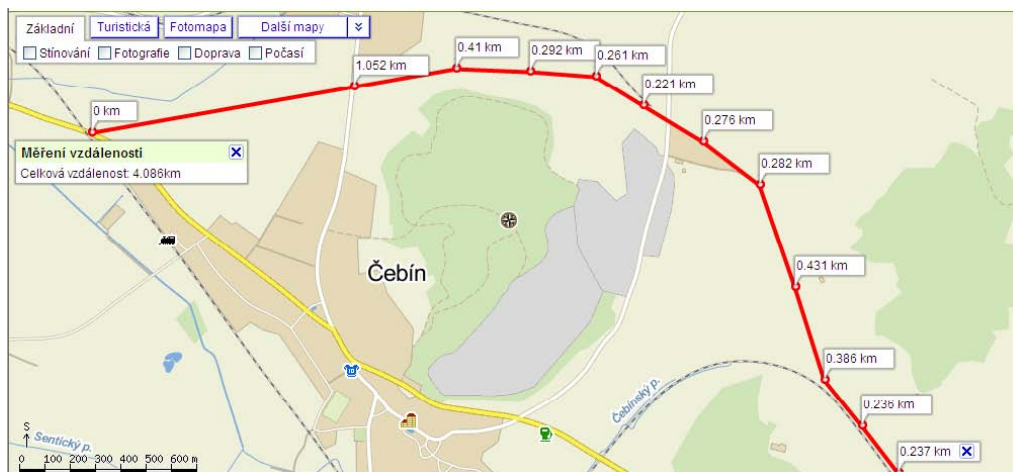 Základní Turistická Fotomapa Další mapy
Stínování Fotografie Doprava Počasí
0 km
1.052 km
0.41 km
0.292 km
0.261 km
0.221 km
0.276 km
0.282 km
0.431 km
0.386 km
0.236 km
0.237 km
Měření vzdálenosti
Celková vzdálenost: 4.086km
Čebín
Čebínský p.
Sentický p.
S
0 100 200 300 400 500 600 m